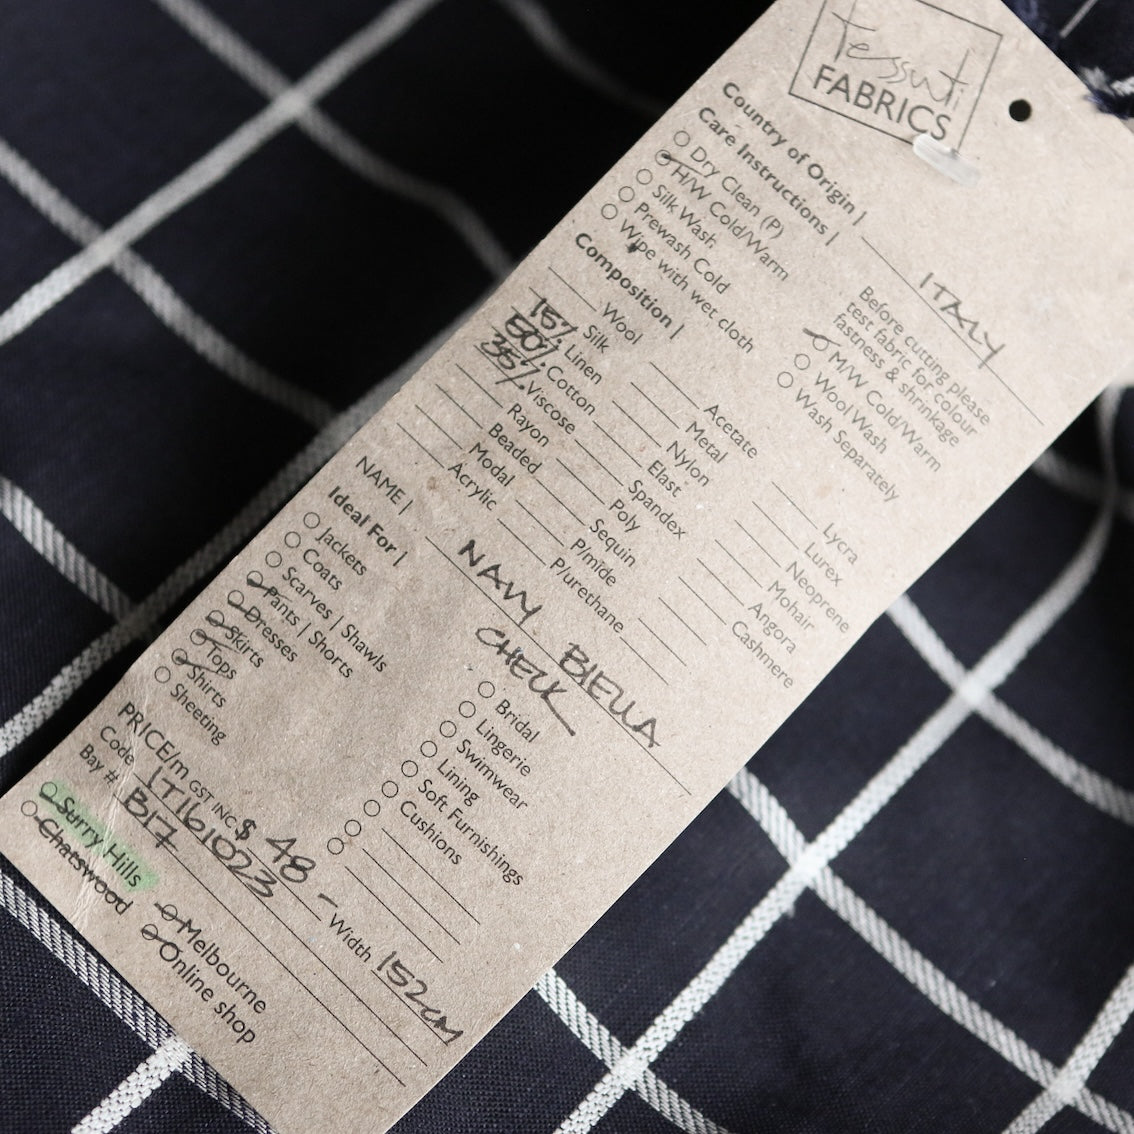 Tessuti
FABRICS
Country of Origin | ITALY
Care Instructions |
Dry Clean (P)
H/W Cold/Warm
Silk Wash
Prewash Cold
Wipe with wet cloth
Before cutting please
test fabric for colour
fastness & shrinkage
M/W Cold/Warm
Wool Wash
Wash Separately
Composition |
Wool
Silk
15% Linen
50% Cotton
35% Viscose
Rayon
Beaded
Modal
Acrylic
Acetate
Metal
Nylon
Elast
Spandex
Poly
Sequin
P/mide
P/urethane
Lycra
Lurex
Neoprene
Mohair
Angora
Cashmere
NAME | NAVY BIELLA
CHECK
Ideal For |
Jackets
Coats
Scarves | Shawls
Pants | Shorts
Dresses
Skirts
Tops
Shirts
Sheeting
Bridal
Lingerie
Swimwear
Lining
Soft Furnishings
Cushions
PRICE/m GST INC $ 48 – Width 152cm
Code IT161023
Bay # B17
Surry Hills
Chatswood
Melbourne
Online shop